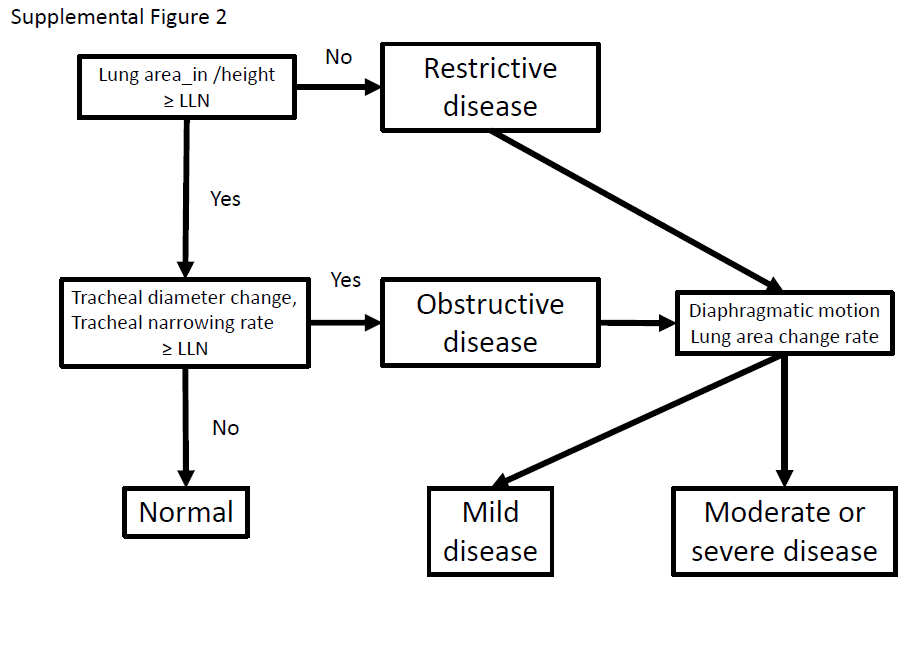 Supplemental Figure 2
Lung area_in /height
≥ LLN
No
Restrictive
disease
Yes
Tracheal diameter change,
Tracheal narrowing rate
≥ LLN
Yes
Obstructive
disease
Diaphragmatic motion
Lung area change rate
No
Normal
Mild
disease
Moderate or
severe disease